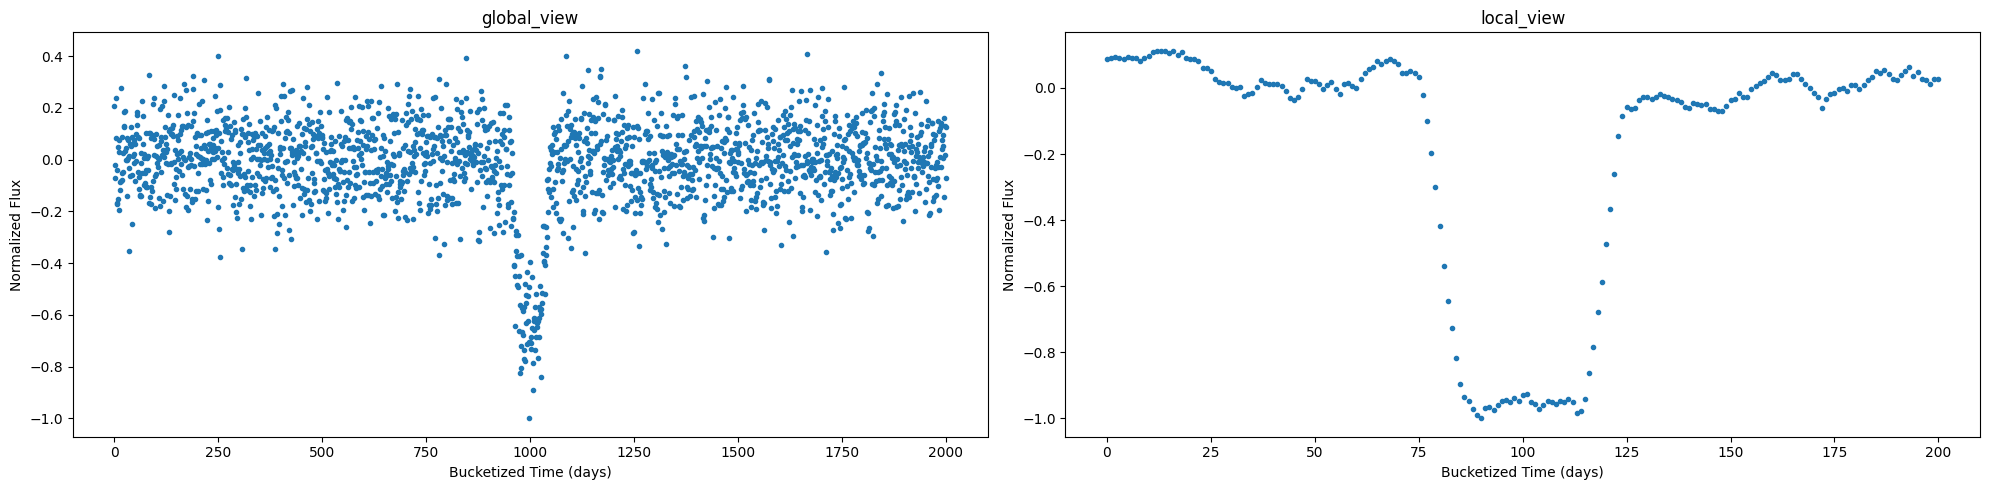 global_view
0.4
0.2
0.0
−0.2
−0.4
−0.6
−0.8
−1.0
Normalized Flux
0 250 500 750 1000 1250 1500 1750 2000
Bucketized Time (days)
local_view
0.0
−0.2
−0.4
−0.6
−0.8
−1.0
Normalized Flux
0 25 50 75 100 125 150 175 200
Bucketized Time (days)